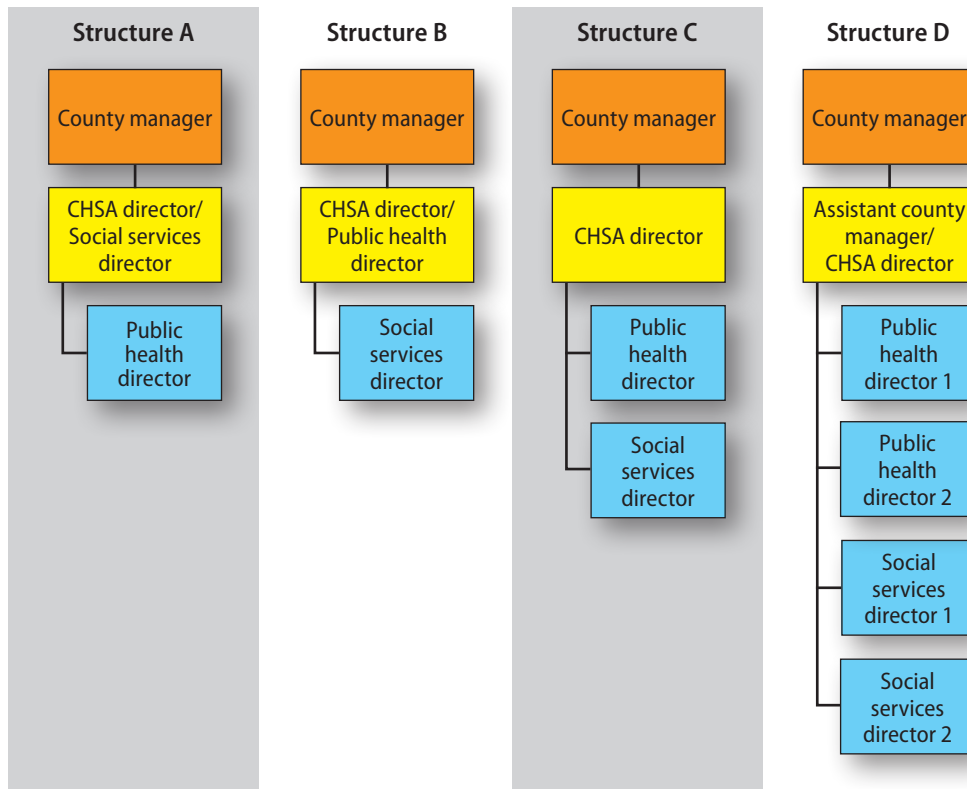 Structure A
County manager
CHSA director/
Social services
director
Public
health
director
Structure B
County manager
CHSA director/
Public health
director
Social
services
director
Structure C
County manager
CHSA director
Public
health
director
Social
services
director
Structure D
County manager
Assistant county
manager/
CHSA director
Public
health
director 1
Public
health
director 2
Social
services
director 1
Social
services
director 2